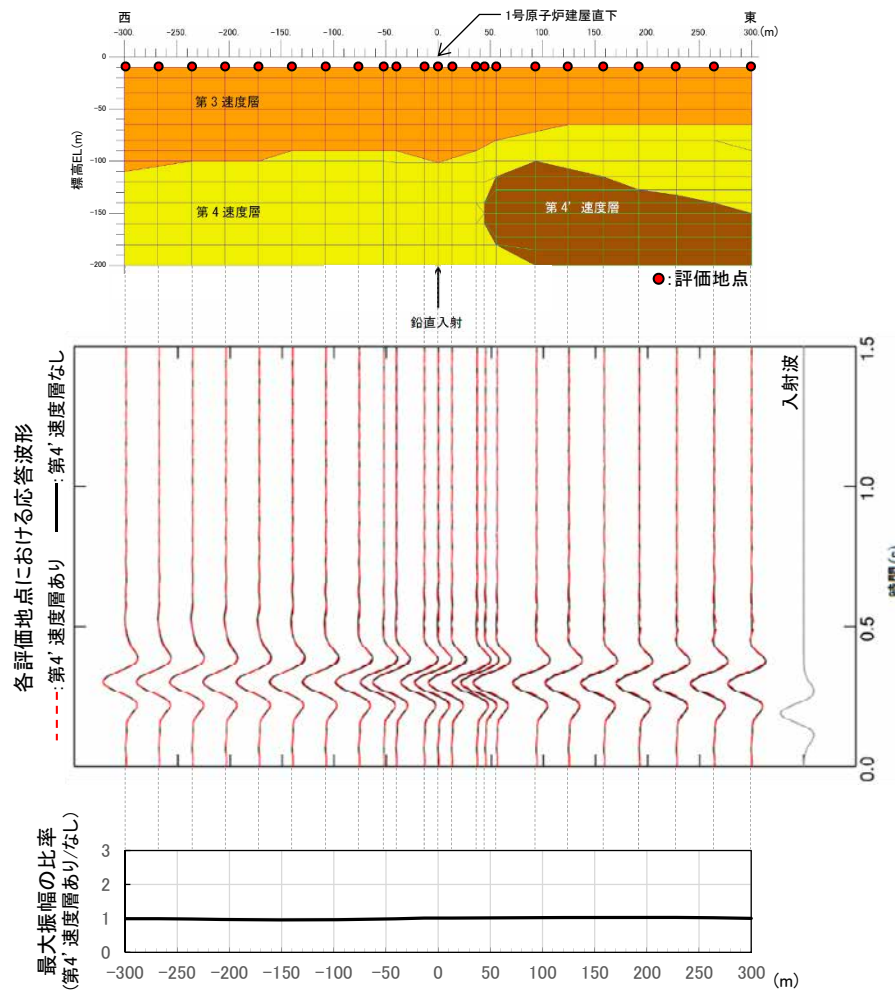 西
1号原子炉建屋直下
東
-300 -250 -200 -150 -100 -50 0 50 100 150 200 250 300 (m)
標高EL(m)
0
-50
-100
-150
-200
第3速度層
第4速度層
第4'速度層
●:評価地点
鉛直入射
各評価地点における応答波形
---:第4'速度層あり ―:第4'速度層なし
入射波
1.5
1.0
0.5
0.0
時間(s)
最大振幅の比率
(第4'速度層あり/なし)
3
2
1
0
-300 -250 -200 -150 -100 -50 0 50 100 150 200 250 300 (m)